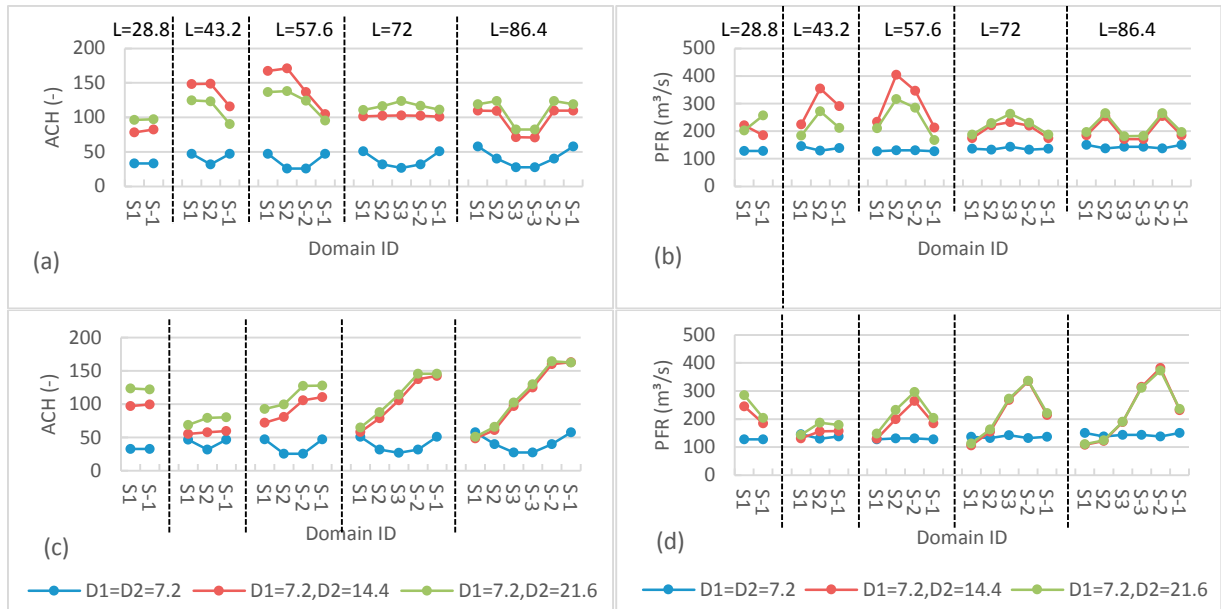 L=28.8 L=43.2 L=57.6 L=72 L=86.4
200
150
100
50
0
ACH (-)
S1 S-1 S1 S2 S-1 S1 S2 S-2 S-1 S1 S2 S3 S-2 S-1 S1 S2 S3 S-3 S-2 S-1
Domain ID
(a)
L=28.8 L=43.2 L=57.6 L=72 L=86.4
500
400
300
200
100
0
PFR (m³/s)
S1 S-1 S1 S2 S-1 S1 S2 S-2 S-1 S1 S2 S3 S-2 S-1 S1 S2 S3 S-3 S-2 S-1
Domain ID
(b)
200
150
100
50
0
ACH (-)
S1 S-1 S1 S2 S-1 S1 S2 S-2 S-1 S1 S2 S3 S-2 S-1 S1 S2 S3 S-3 S-2 S-1
Domain ID
(c)
500
400
300
200
100
0
PFR (m³/s)
S1 S-1 S1 S2 S-1 S1 S2 S-2 S-1 S1 S2 S3 S-2 S-1 S1 S2 S3 S-3 S-2 S-1
Domain ID
(d)
D1=D2=7.2 D1=7.2,D2=14.4 D1=7.2,D2=21.6
D1=D2=7.2 D1=7.2,D2=14.4 D1=7.2,D2=21.6